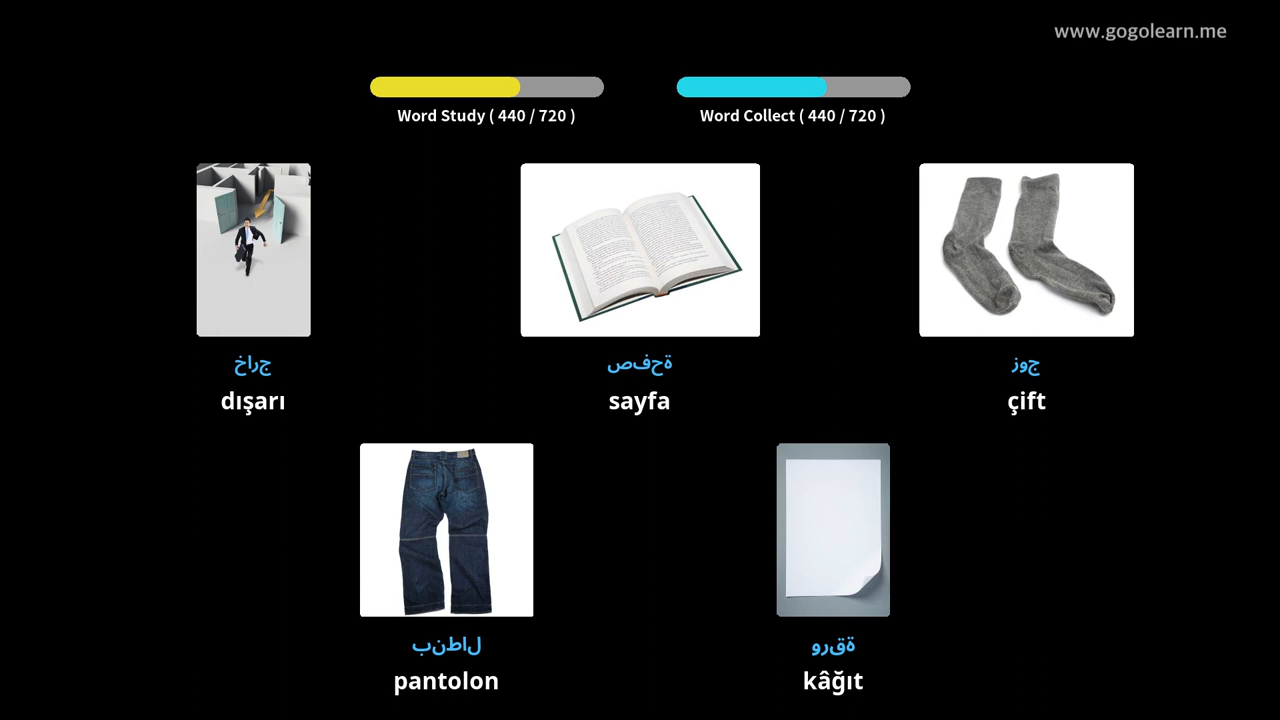 www.gogolearn.me
Word Study ( 440 / 720 )
Word Collect ( 440 / 720 )
جراخ
dışarı
ةحفص
sayfa
جوز
çift
لاطنب
pantolon
ةقرو
kâğıt